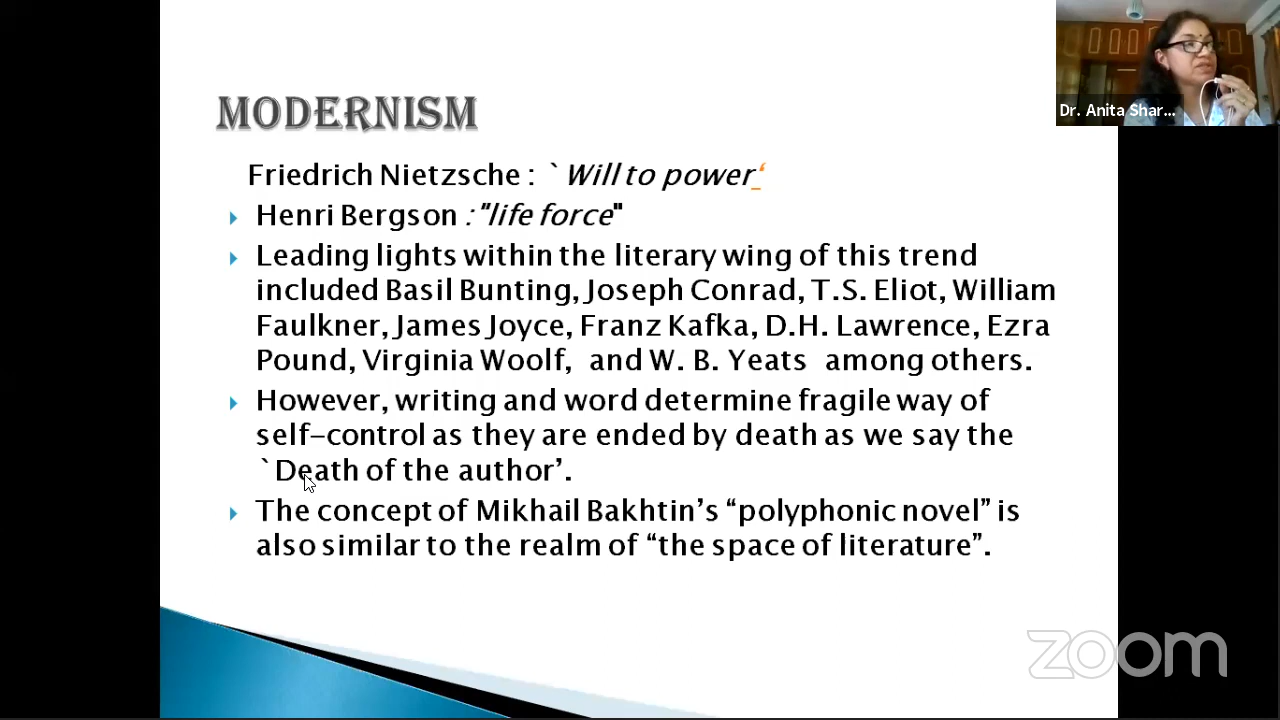 Dr. Anita Shar...
MODERNISM
Friedrich Nietzsche : ` Will to power‘
Henri Bergson :"life force"
Leading lights within the literary wing of this trend
included Basil Bunting, Joseph Conrad, T.S. Eliot, William
Faulkner, James Joyce, Franz Kafka, D.H. Lawrence, Ezra
Pound, Virginia Woolf, and W. B. Yeats among others.
However, writing and word determine fragile way of
self-control as they are ended by death as we say the
`Death of the author’.
The concept of Mikhail Bakhtin’s “polyphonic novel” is
also similar to the realm of “the space of literature”.
zoom